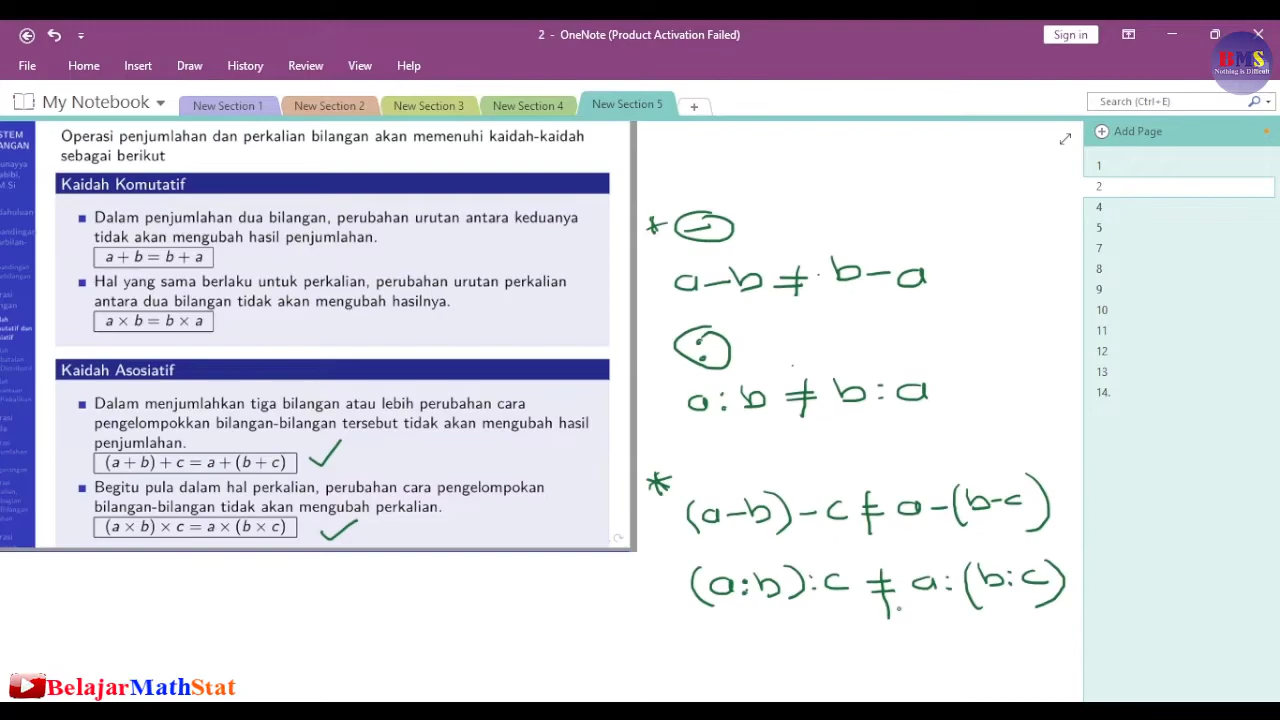 2 - OneNote (Product Activation Failed)
Sign in
BMS
Nothing is Difficult
File Home Insert Draw History Review View Help
My Notebook
New Section 1
New Section 2
New Section 3
New Section 4
New Section 5
Search (Ctrl+E)
Add Page
1
2
4
5
7
8
9
10
11
12
13
14.
Operasi penjumlahan dan perkalian bilangan akan memenuhi kaidah-kaidah
sebagai berikut
Kaidah Komutatif
Dalam penjumlahan dua bilangan, perubahan urutan antara keduanya
tidak akan mengubah hasil penjumlahan.
a + b = b + a
Hal yang sama berlaku untuk perkalian, perubahan urutan perkalian
antara dua bilangan tidak akan mengubah hasilnya.
a × b = b × a
Kaidah Asosiatif
Dalam menjumlahkan tiga bilangan atau lebih perubahan cara
pengelompokkan bilangan-bilangan tersebut tidak akan mengubah hasil
penjumlahan.
(a + b) + c = a + (b + c)
Begitu pula dalam hal perkalian, perubahan cara pengelompokan
bilangan-bilangan tidak akan mengubah perkalian.
(a × b) × c = a × (b × c)
* -
a - b ≠ b - a
:
a : b ≠ b : a
*
(a - b) - c ≠ a - (b - c)
(a : b) : c ≠ a : (b : c)
BelajarMathStat